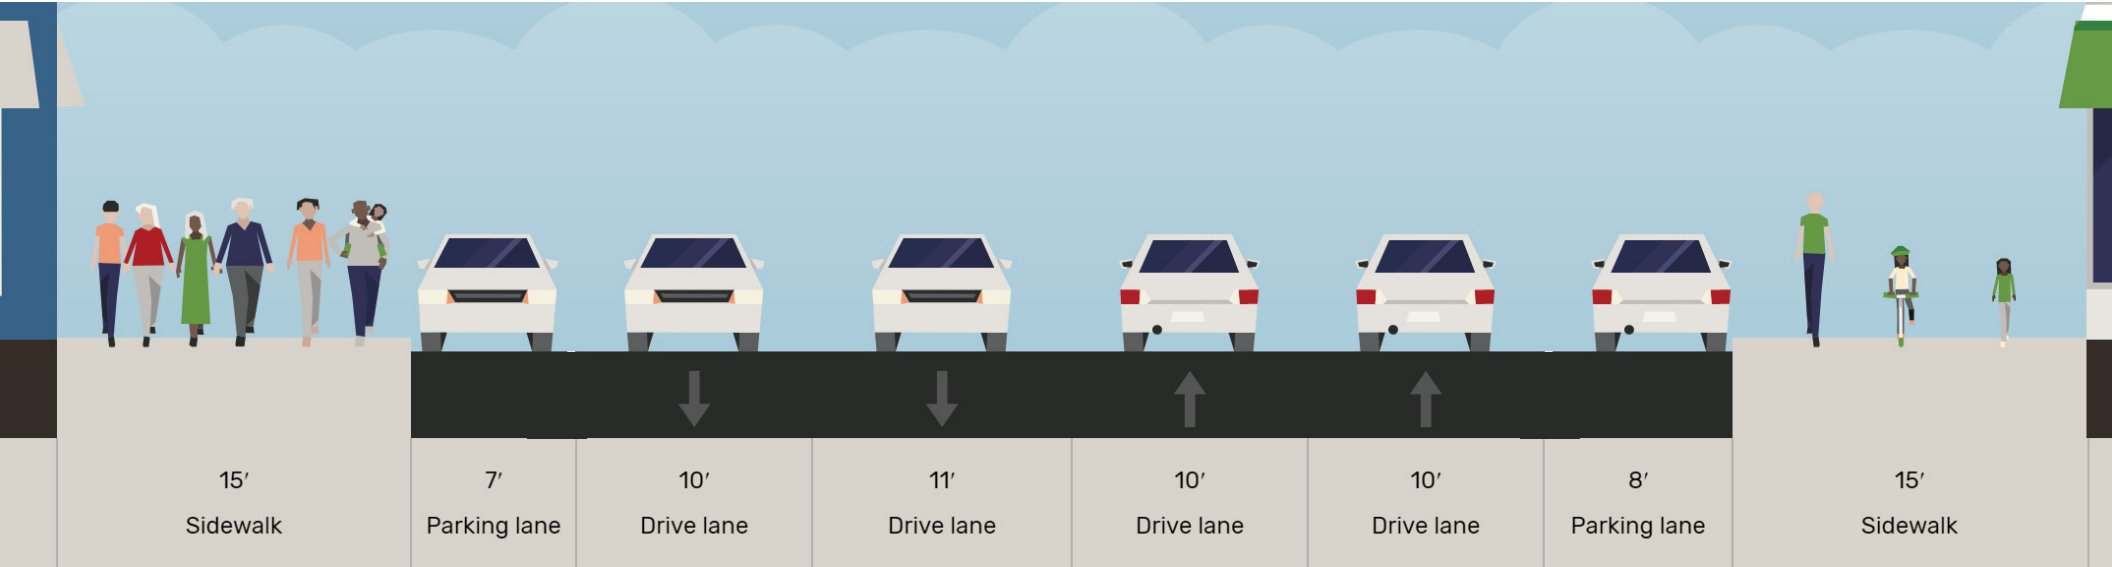 15′ 7′ 10′ 11′ 10′ 10′ 8′ 15′
Sidewalk Parking lane Drive lane Drive lane Drive lane Drive lane Parking lane Sidewalk